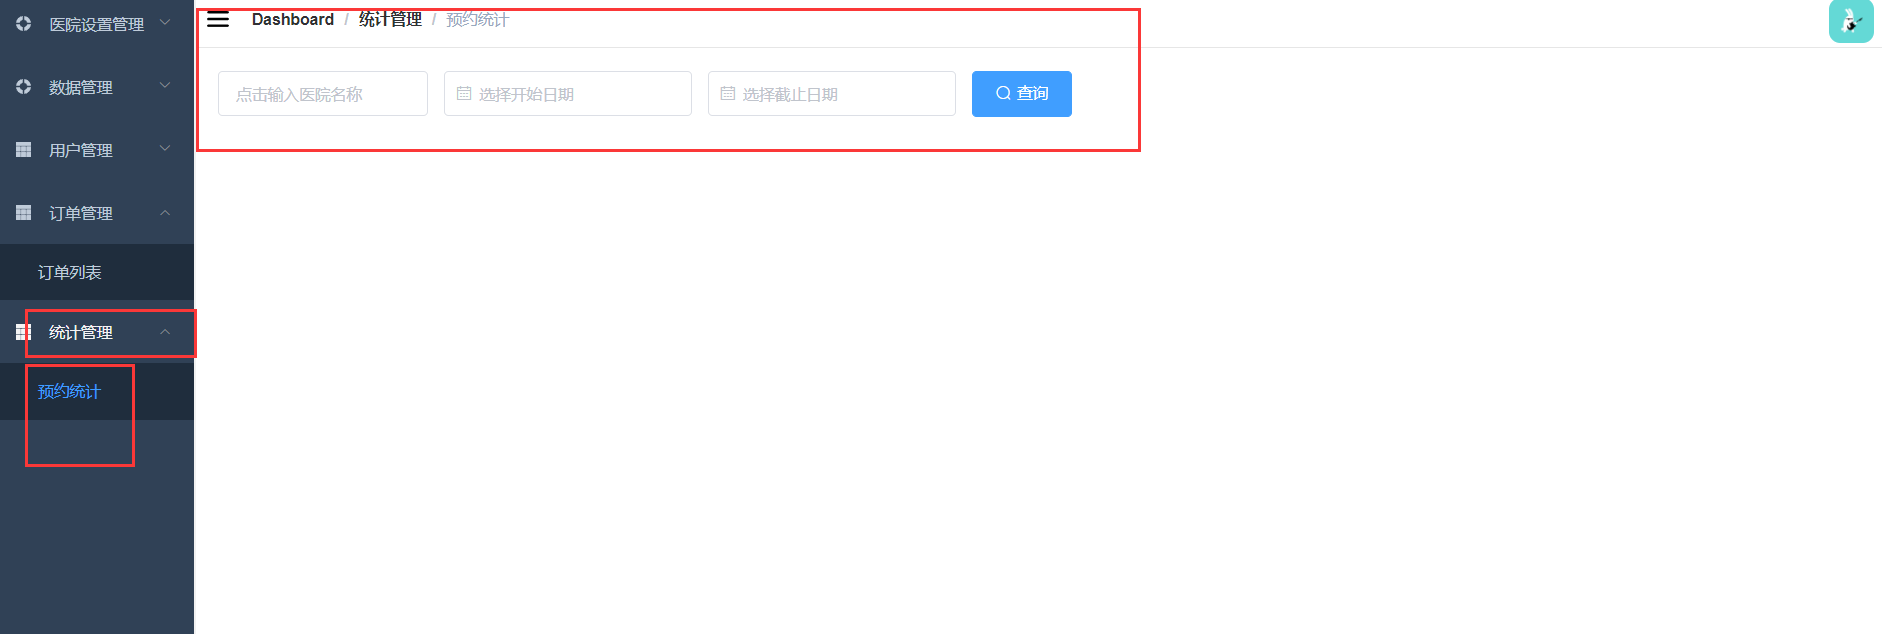 医院设置管理
数据管理
用户管理
订单管理
订单列表
统计管理
预约统计
Dashboard / 统计管理 / 预约统计
点击输入医院名称 选择开始日期 选择截止日期 查询